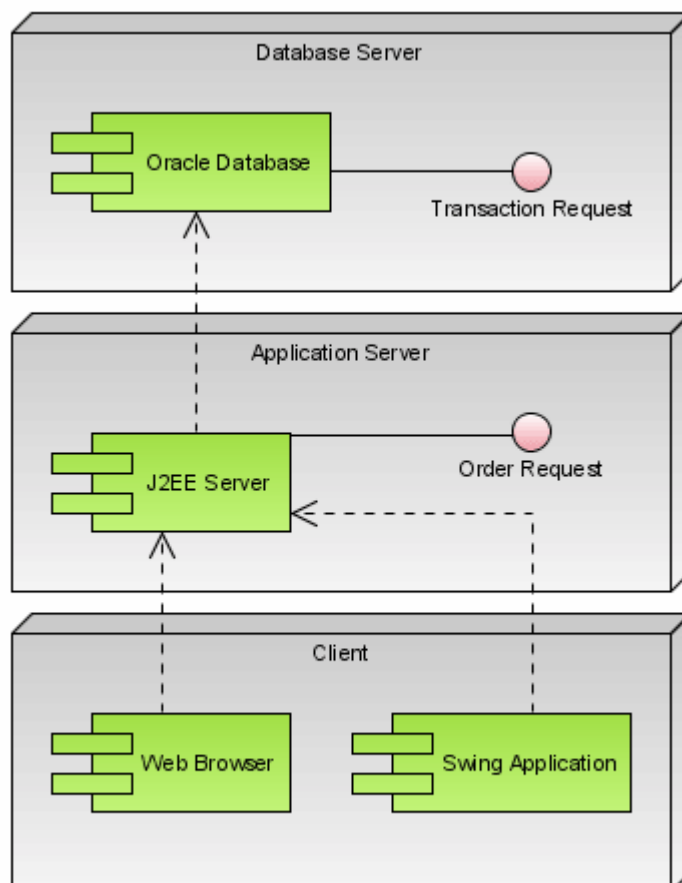 Database Server
Oracle Database
Transaction Request
Application Server
J2EE Server
Order Request
Client
Web Browser
Swing Application